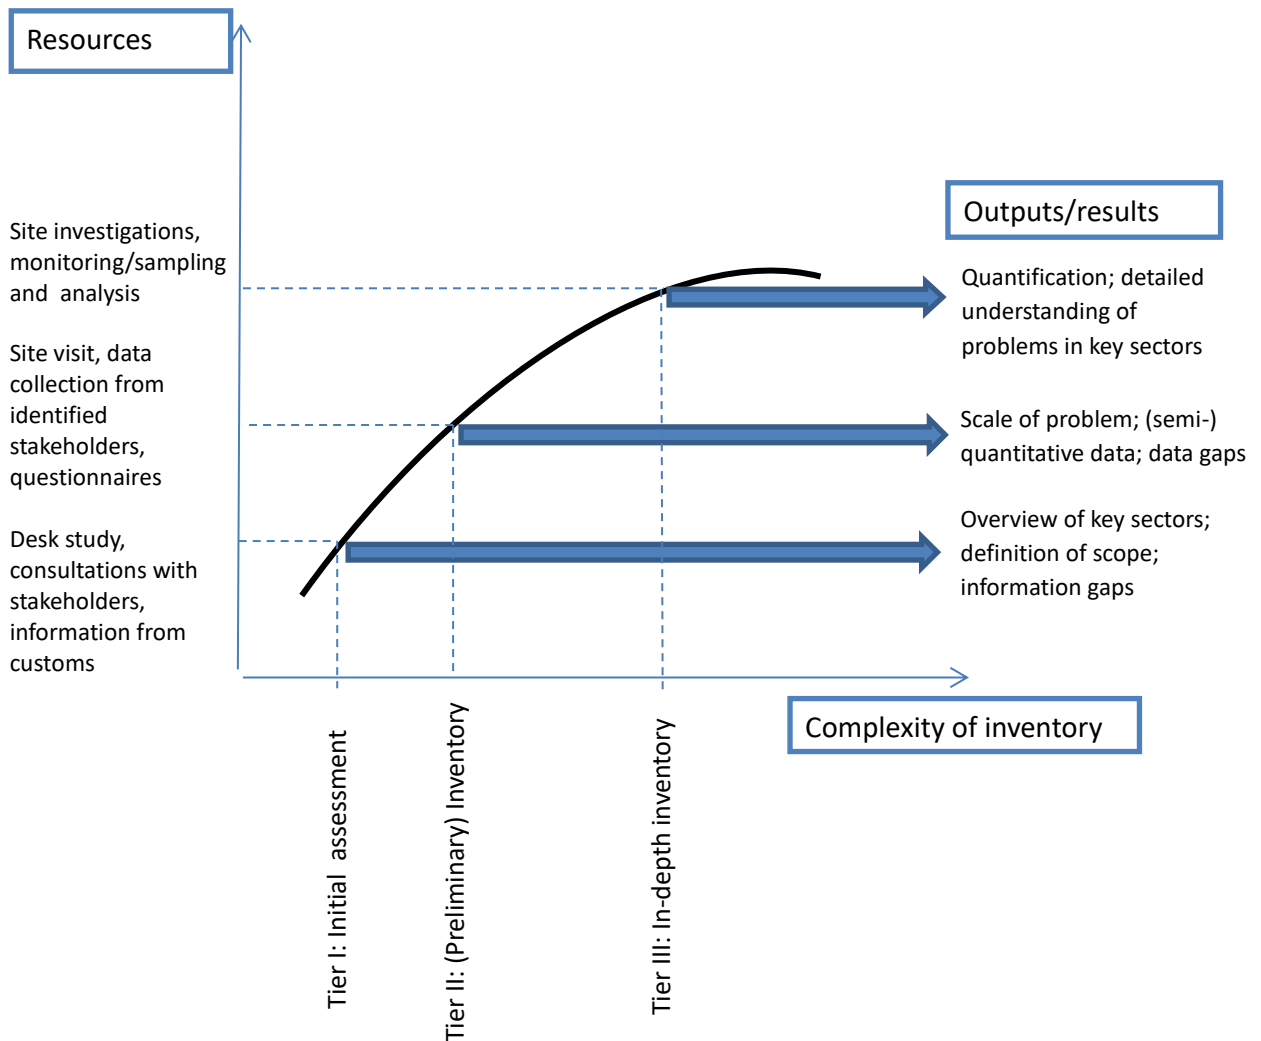 Resources
Site investigations,
monitoring/sampling
and analysis
Site visit, data
collection from
identified
stakeholders,
questionnaires
Desk study,
consultations with
stakeholders,
information from
customs
Outputs/results
Quantification; detailed
understanding of
problems in key sectors
Scale of problem; (semi-)
quantitative data; data gaps
Overview of key sectors;
definition of scope;
information gaps
Complexity of inventory
Tier I: Initial assessment
Tier II: (Preliminary) Inventory
Tier III: In-depth inventory